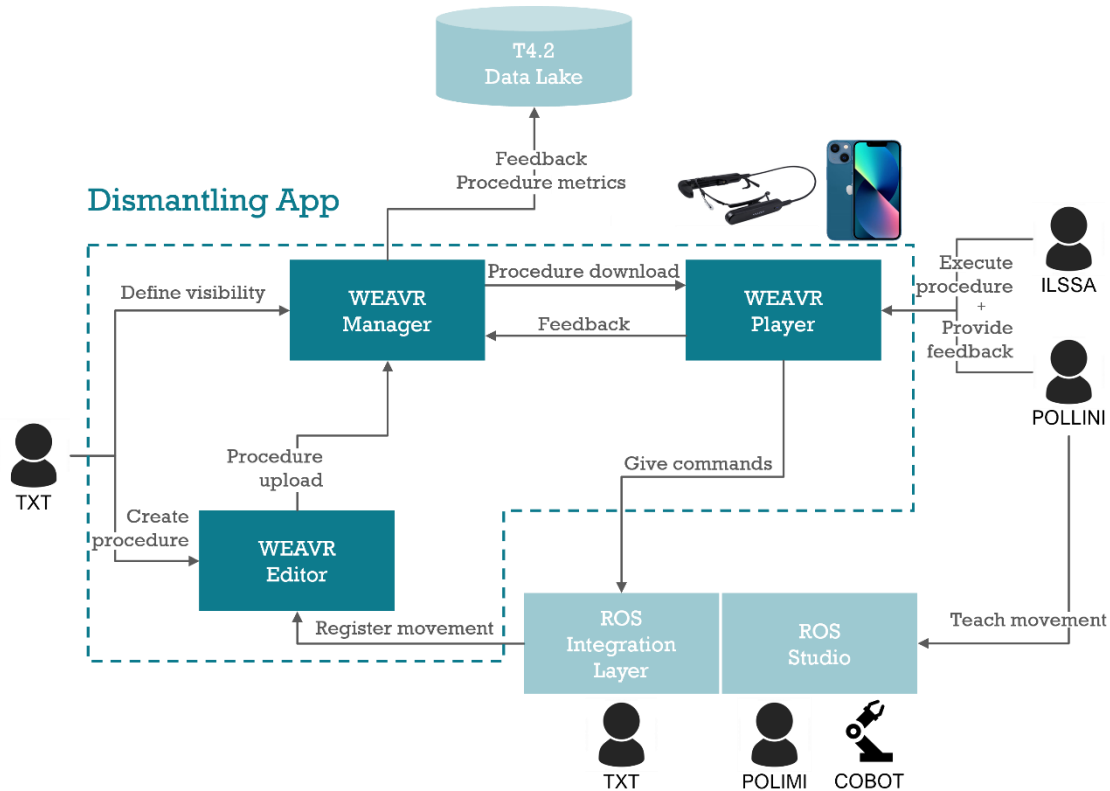 T4.2
Data Lake
Feedback
Procedure metrics
Dismantling App
Define visibility
WEAVR
Manager
Procedure download
Feedback
WEAVR
Player
Execute
procedure
+
Provide
feedback
ILSSA
POLLINI
TXT
Procedure
upload
Give commands
Create
procedure
WEAVR
Editor
Register movement
ROS
Integration
Layer
ROS
Studio
Teach movement
TXT
POLIMI
COBOT